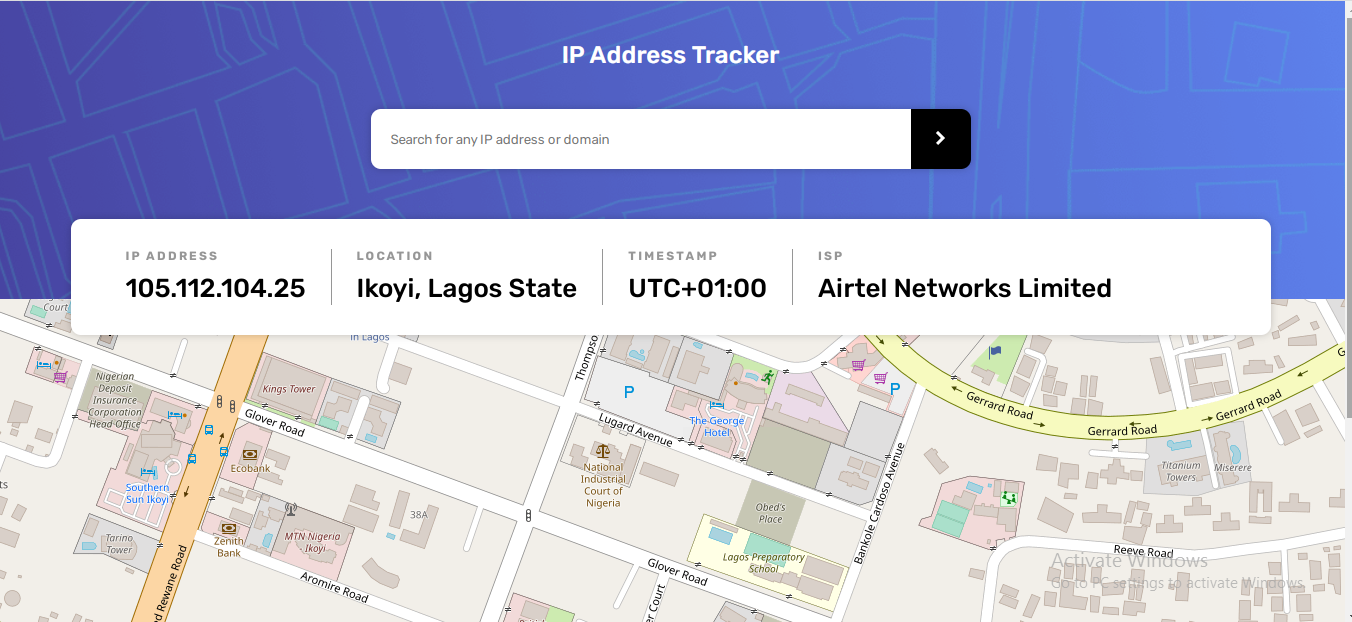 IP Address Tracker
Search for any IP address or domain
IP ADDRESS
105.112.104.25
LOCATION
Ikoyi, Lagos State
TIMESTAMP
UTC+01:00
ISP
Airtel Networks Limited
Court
in Lagos
Thompso
Nigerian
Deposit
Insurance
Corporation
Head Office
Kings Tower
P
P
Gerrard Road
Gerrard Road
Gerrard Road
G
Glover Road
Lugard Avenue
The George
Hotel
Ecobank
National
Industrial
Court of
Nigeria
Bankole Cardoso Avenue
Titanium
Towers
Miserere
Southern
Sun Ikoyi
ts
38A
Obed's
Place
Tarino
Tower
Zenith
Bank
MTN Nigeria
Ikoyi
Lagos Preparatory
School
Reeve Road
Activate Windows
Go to PC settings to activate Windows.
Glover Road
Aromire Road
d Rewane Road
er Court